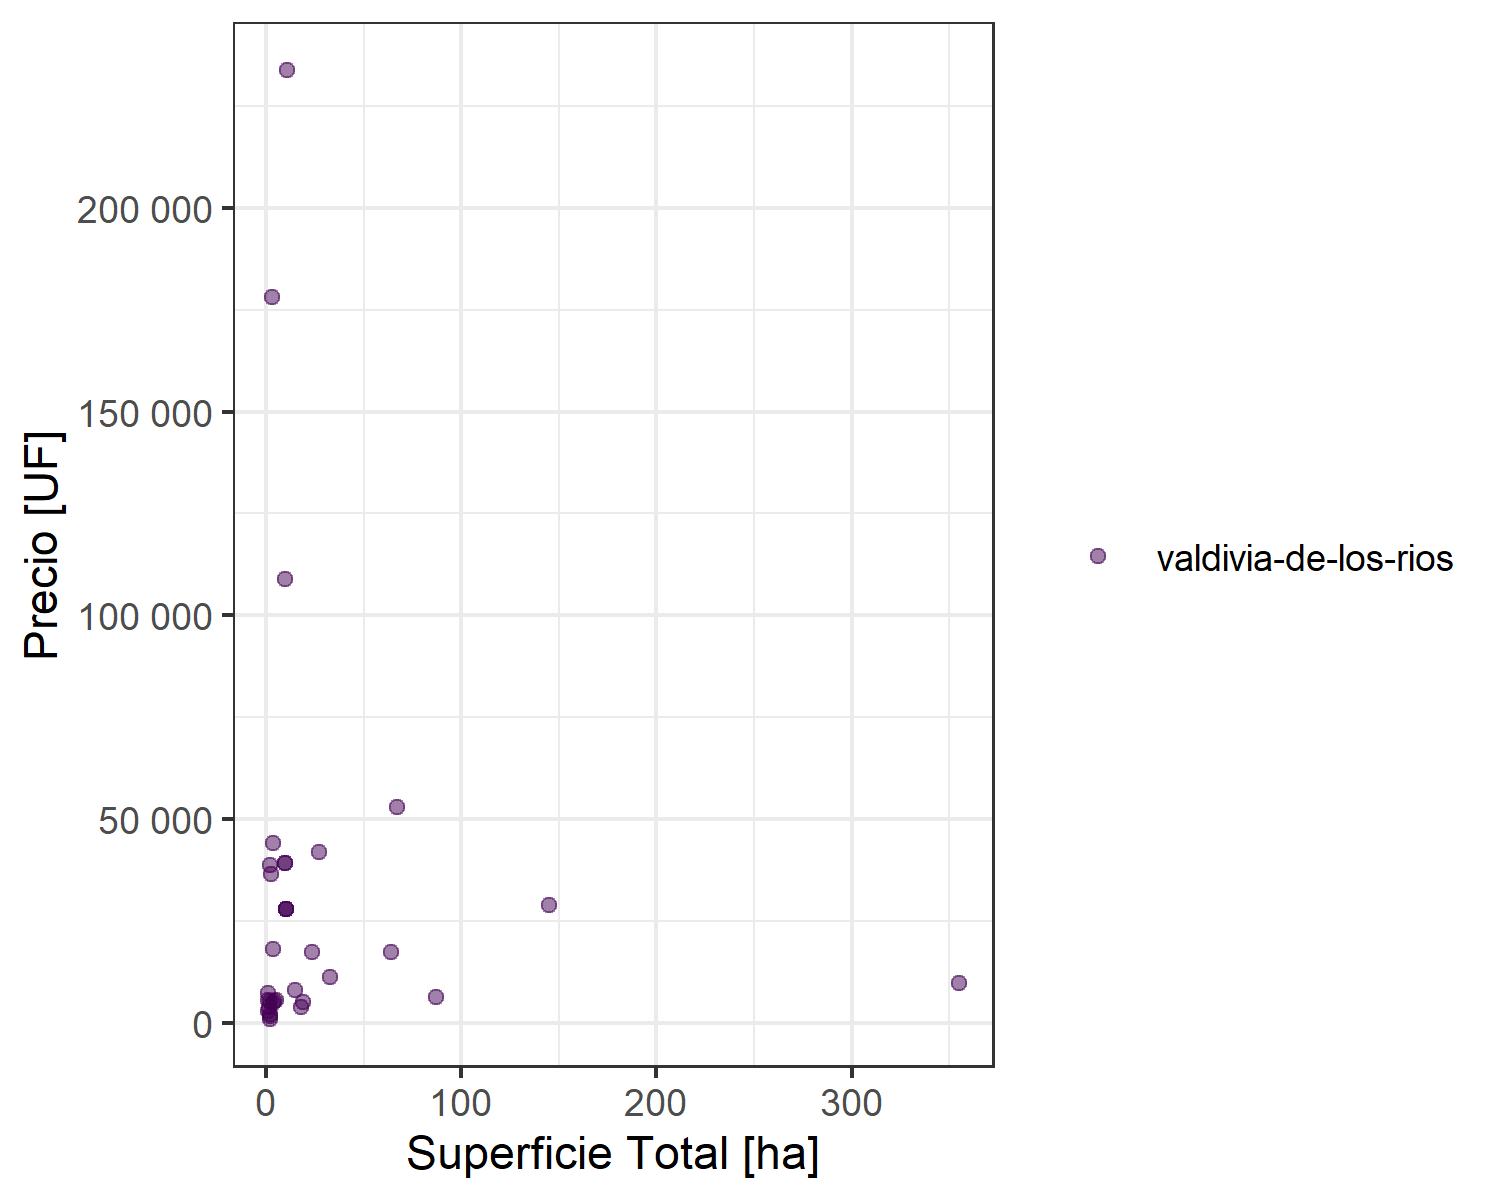 200 000
150 000
100 000
50 000
0
0 100 200 300
Precio [UF]
Superficie Total [ha]
valdivia-de-los-rios